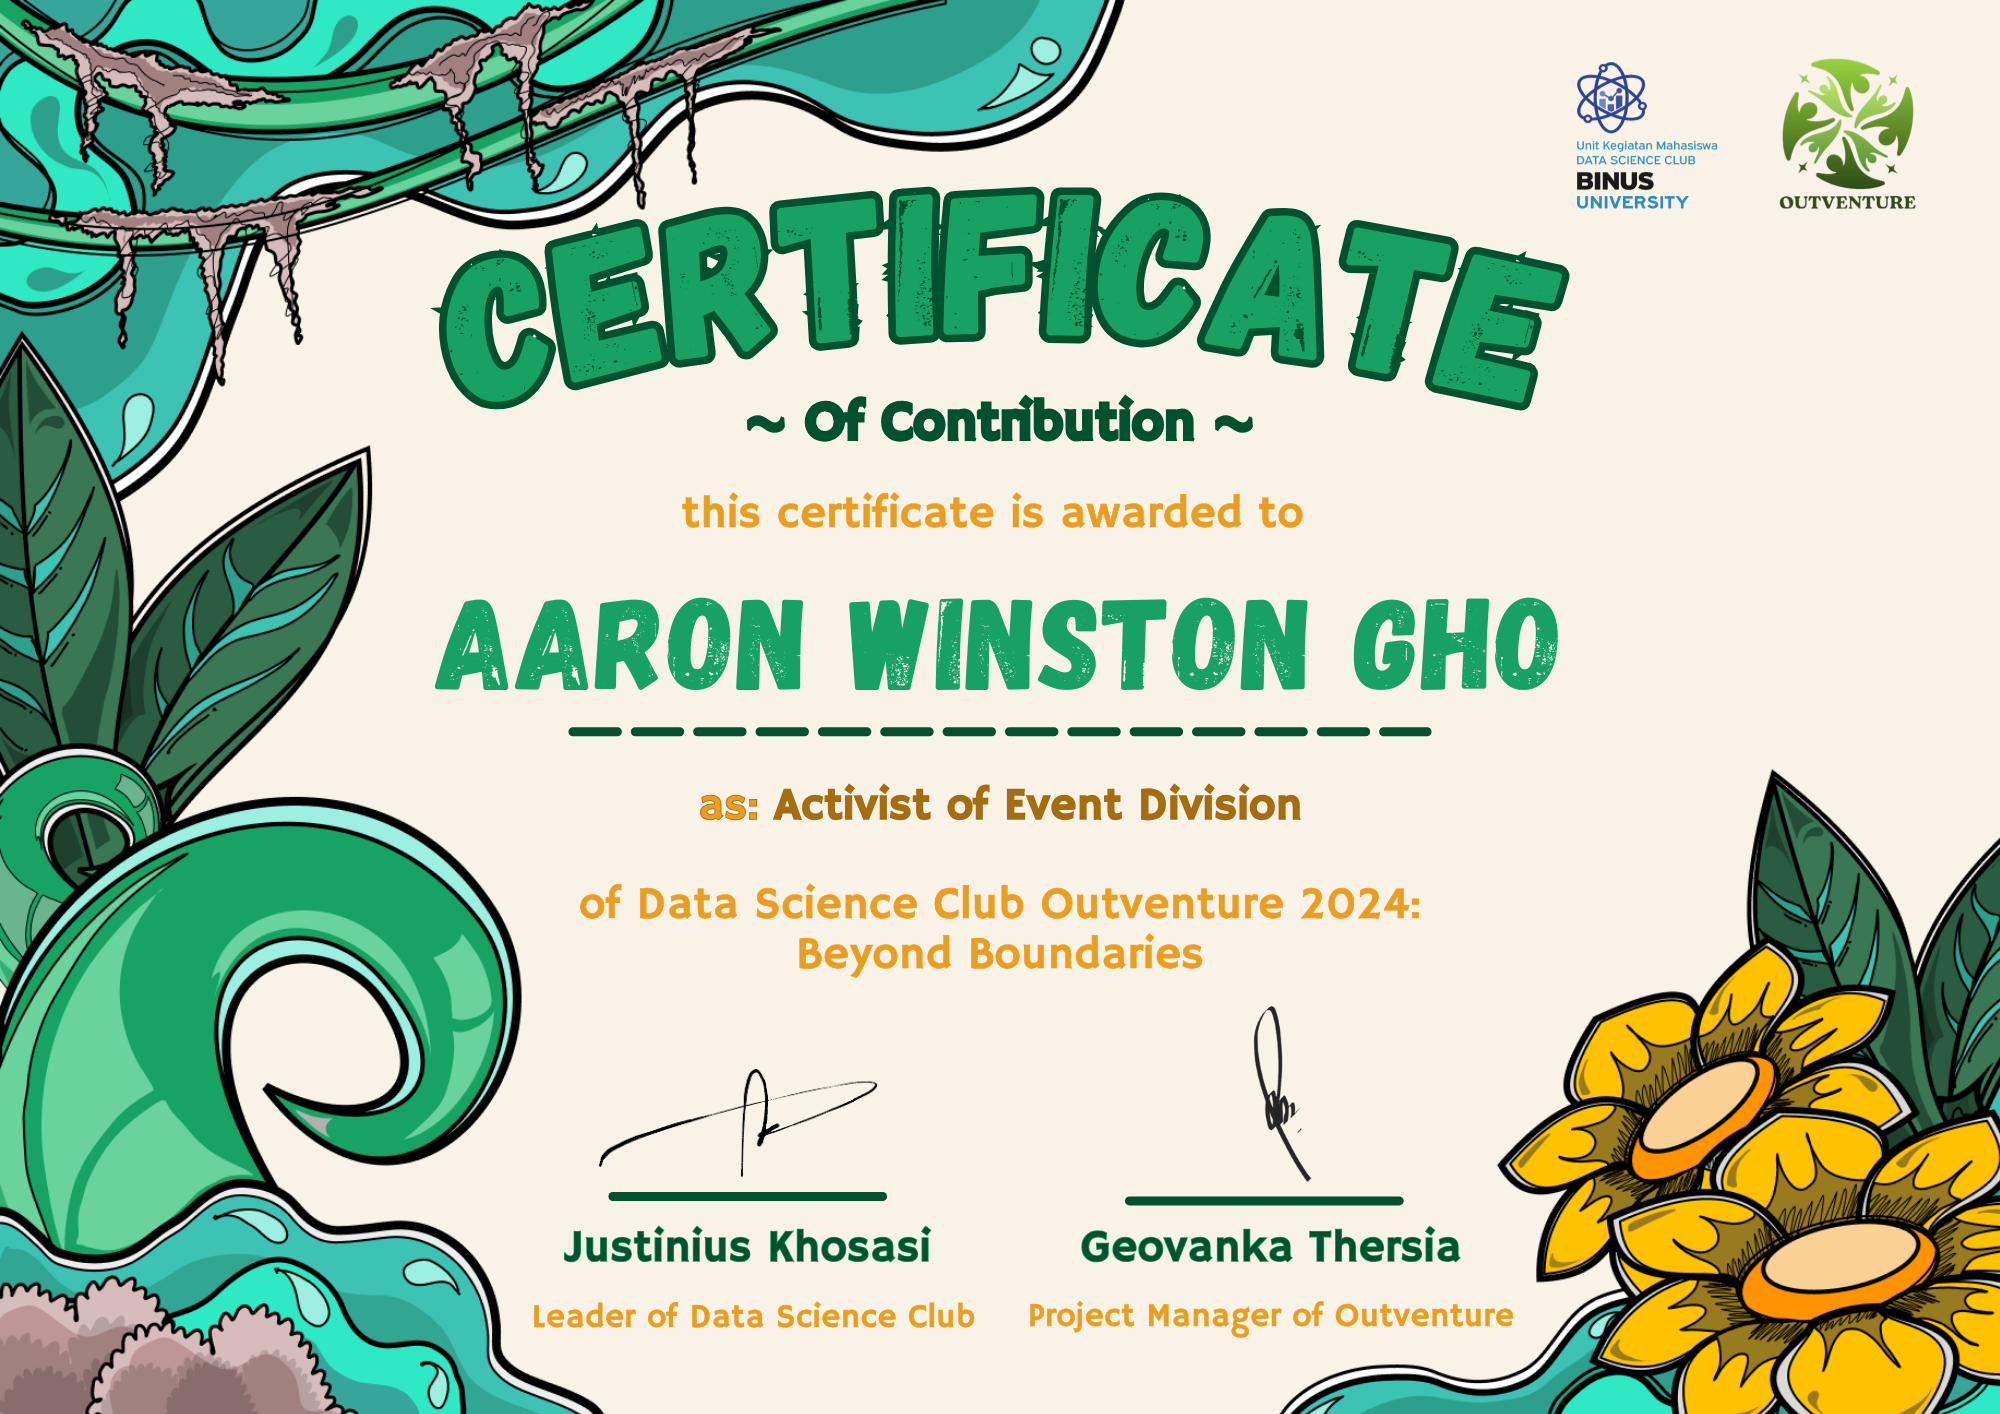 Unit Kegiatan Mahasiswa
DATA SCIENCE CLUB
BINUS
UNIVERSITY
OUTVENTURE
CERTIFICATE
~ Of Contribution ~
this certificate is awarded to
AARON WINSTON GHO
as: Activist of Event Division
of Data Science Club Outventure 2024:
Beyond Boundaries
Justinius Khosasi
Geovanka Thersia
Leader of Data Science Club
Project Manager of Outventure